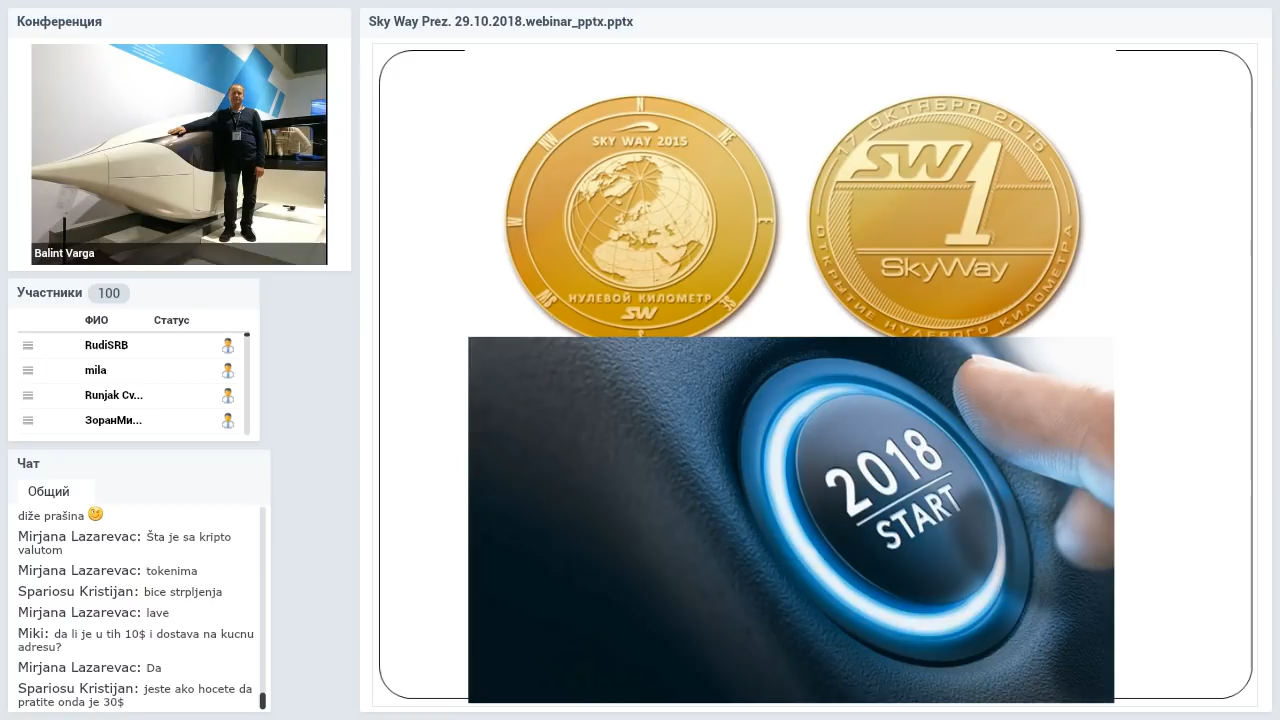 Конференция
Balint Varga
Участники 100
ФИО Статус
RudiSRB
mila
Runjak Cv...
ЗоранМи...
Чат
Общий
diže prašina
Mirjana Lazarevac: Šta je sa kripto
valutom
Mirjana Lazarevac: tokenima
Spariosu Kristijan: bice strpljenja
Mirjana Lazarevac: lave
Miki: da li je u tih 10$ i dostava na kucnu
adresu?
Mirjana Lazarevac: Da
Spariosu Kristijan: jeste ako hocete da
pratite onda je 30$
Sky Way Prez. 29.10.2018.webinar_pptx.pptx
N
NE
E
SE
SW
W
NW
SKY WAY 2015
НУЛЕВОЙ КИЛОМЕТР
SW
17 ОКТЯБРЯ 2015
SW 1
SkyWay
ОТКРЫТИЕ НУЛЕВОГО КИЛОМЕТРА
2018
START